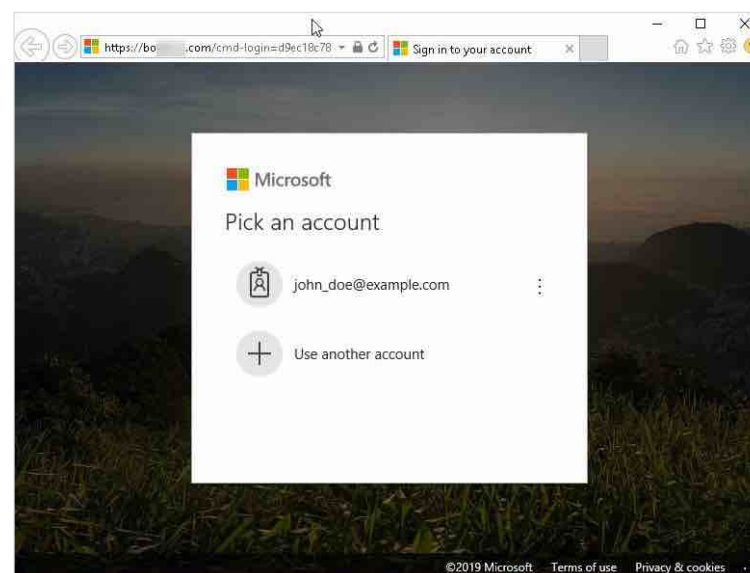 https://bo .com/cmd-login=d9ec18c78
Sign in to your account
Microsoft
Pick an account
john_doe@example.com
Use another account
©2019 Microsoft Terms of use Privacy & cookies